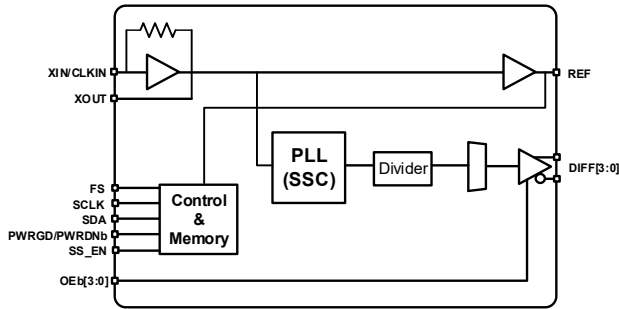 XIN/CLKIN
REF
XOUT
PLL
(SSC)
Divider
DIFF[3:0]
FS
SCLK
SDA
PWRGD/PWRDNb
SS_EN
Control
&
Memory
OEb[3:0]